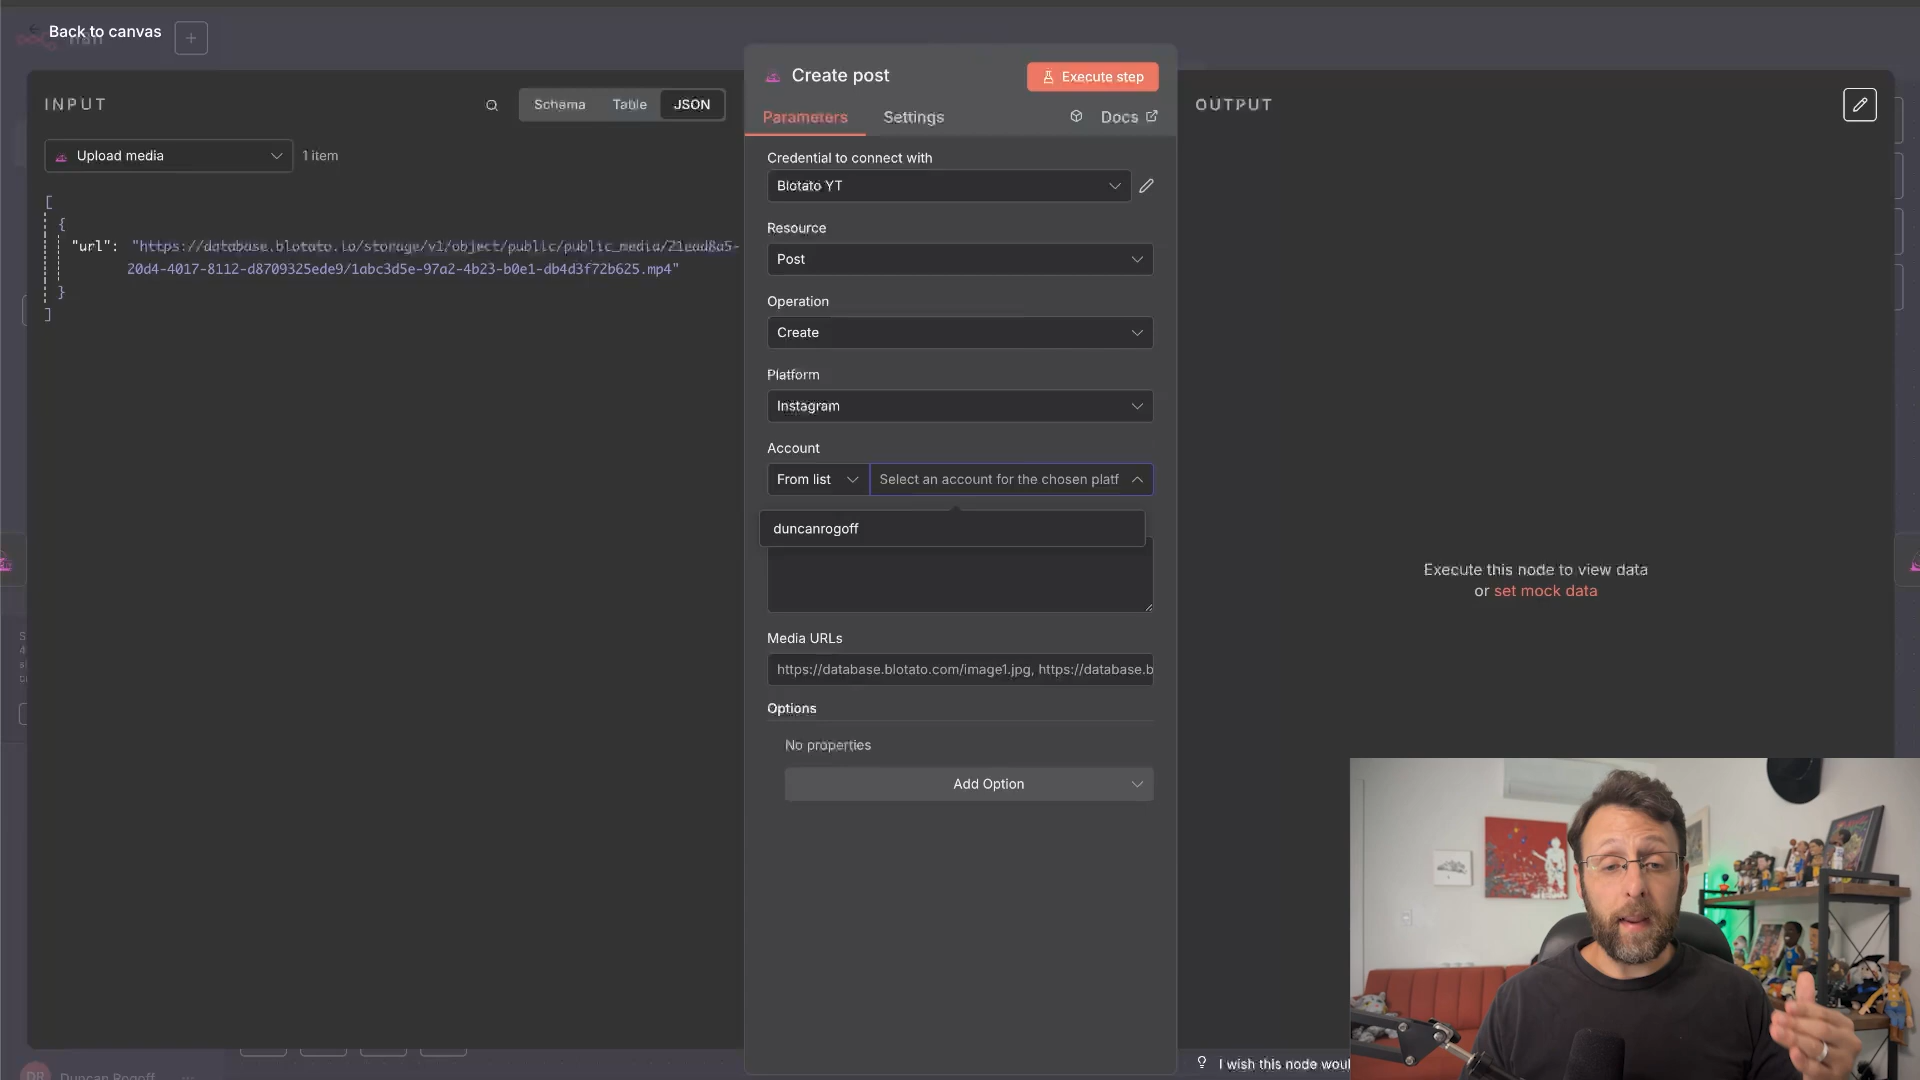 Back to canvas
INPUT
Schema
Table
JSON
Upload media
1 item
[
{
"url": "https://database.blotato.io/storage/v1/object/public/public_media/21ead8a5-
20d4-4017-8112-d8709325ede9/1abc3d5e-97a2-4b23-b0e1-db4d3f72b625.mp4"
}
]
Create post
Execute step
Parameters
Settings
Docs
Credential to connect with
Blotato YT
Resource
Post
Operation
Create
Platform
Instagram
Account
From list
Select an account for the chosen platf
duncanrogoff
Media URLs
https://database.blotato.com/image1.jpg, https://database.b
Options
No properties
Add Option
OUTPUT
Execute this node to view data
or set mock data
I wish this node woul
DR
Duncan Rogoff